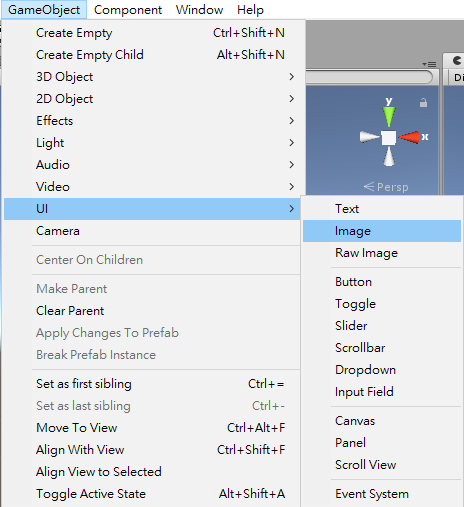 GameObject Component Window Help
Create Empty Ctrl+Shift+N
Create Empty Child Alt+Shift+N
3D Object
2D Object
Effects
Light
Audio
Video
UI
Camera
Center On Children
Make Parent
Clear Parent
Apply Changes To Prefab
Break Prefab Instance
Set as first sibling Ctrl+=
Set as last sibling Ctrl+-
Move To View Ctrl+Alt+F
Align With View Ctrl+Shift+F
Align View to Selected
Toggle Active State Alt+Shift+A
Text
Image
Raw Image
Button
Toggle
Slider
Scrollbar
Dropdown
Input Field
Canvas
Panel
Scroll View
Event System
y
x
Persp